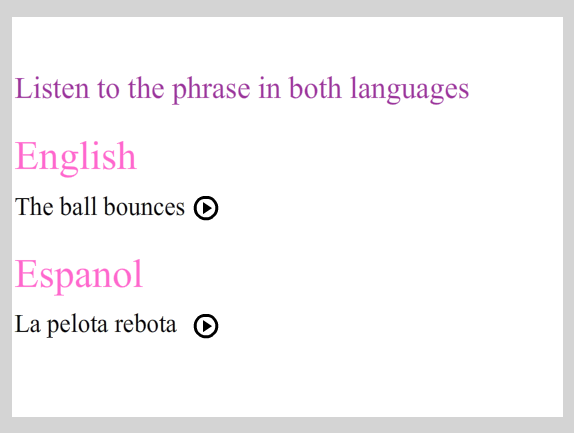 Listen to the phrase in both languages
English
The ball bounces
Espanol
La pelota rebota